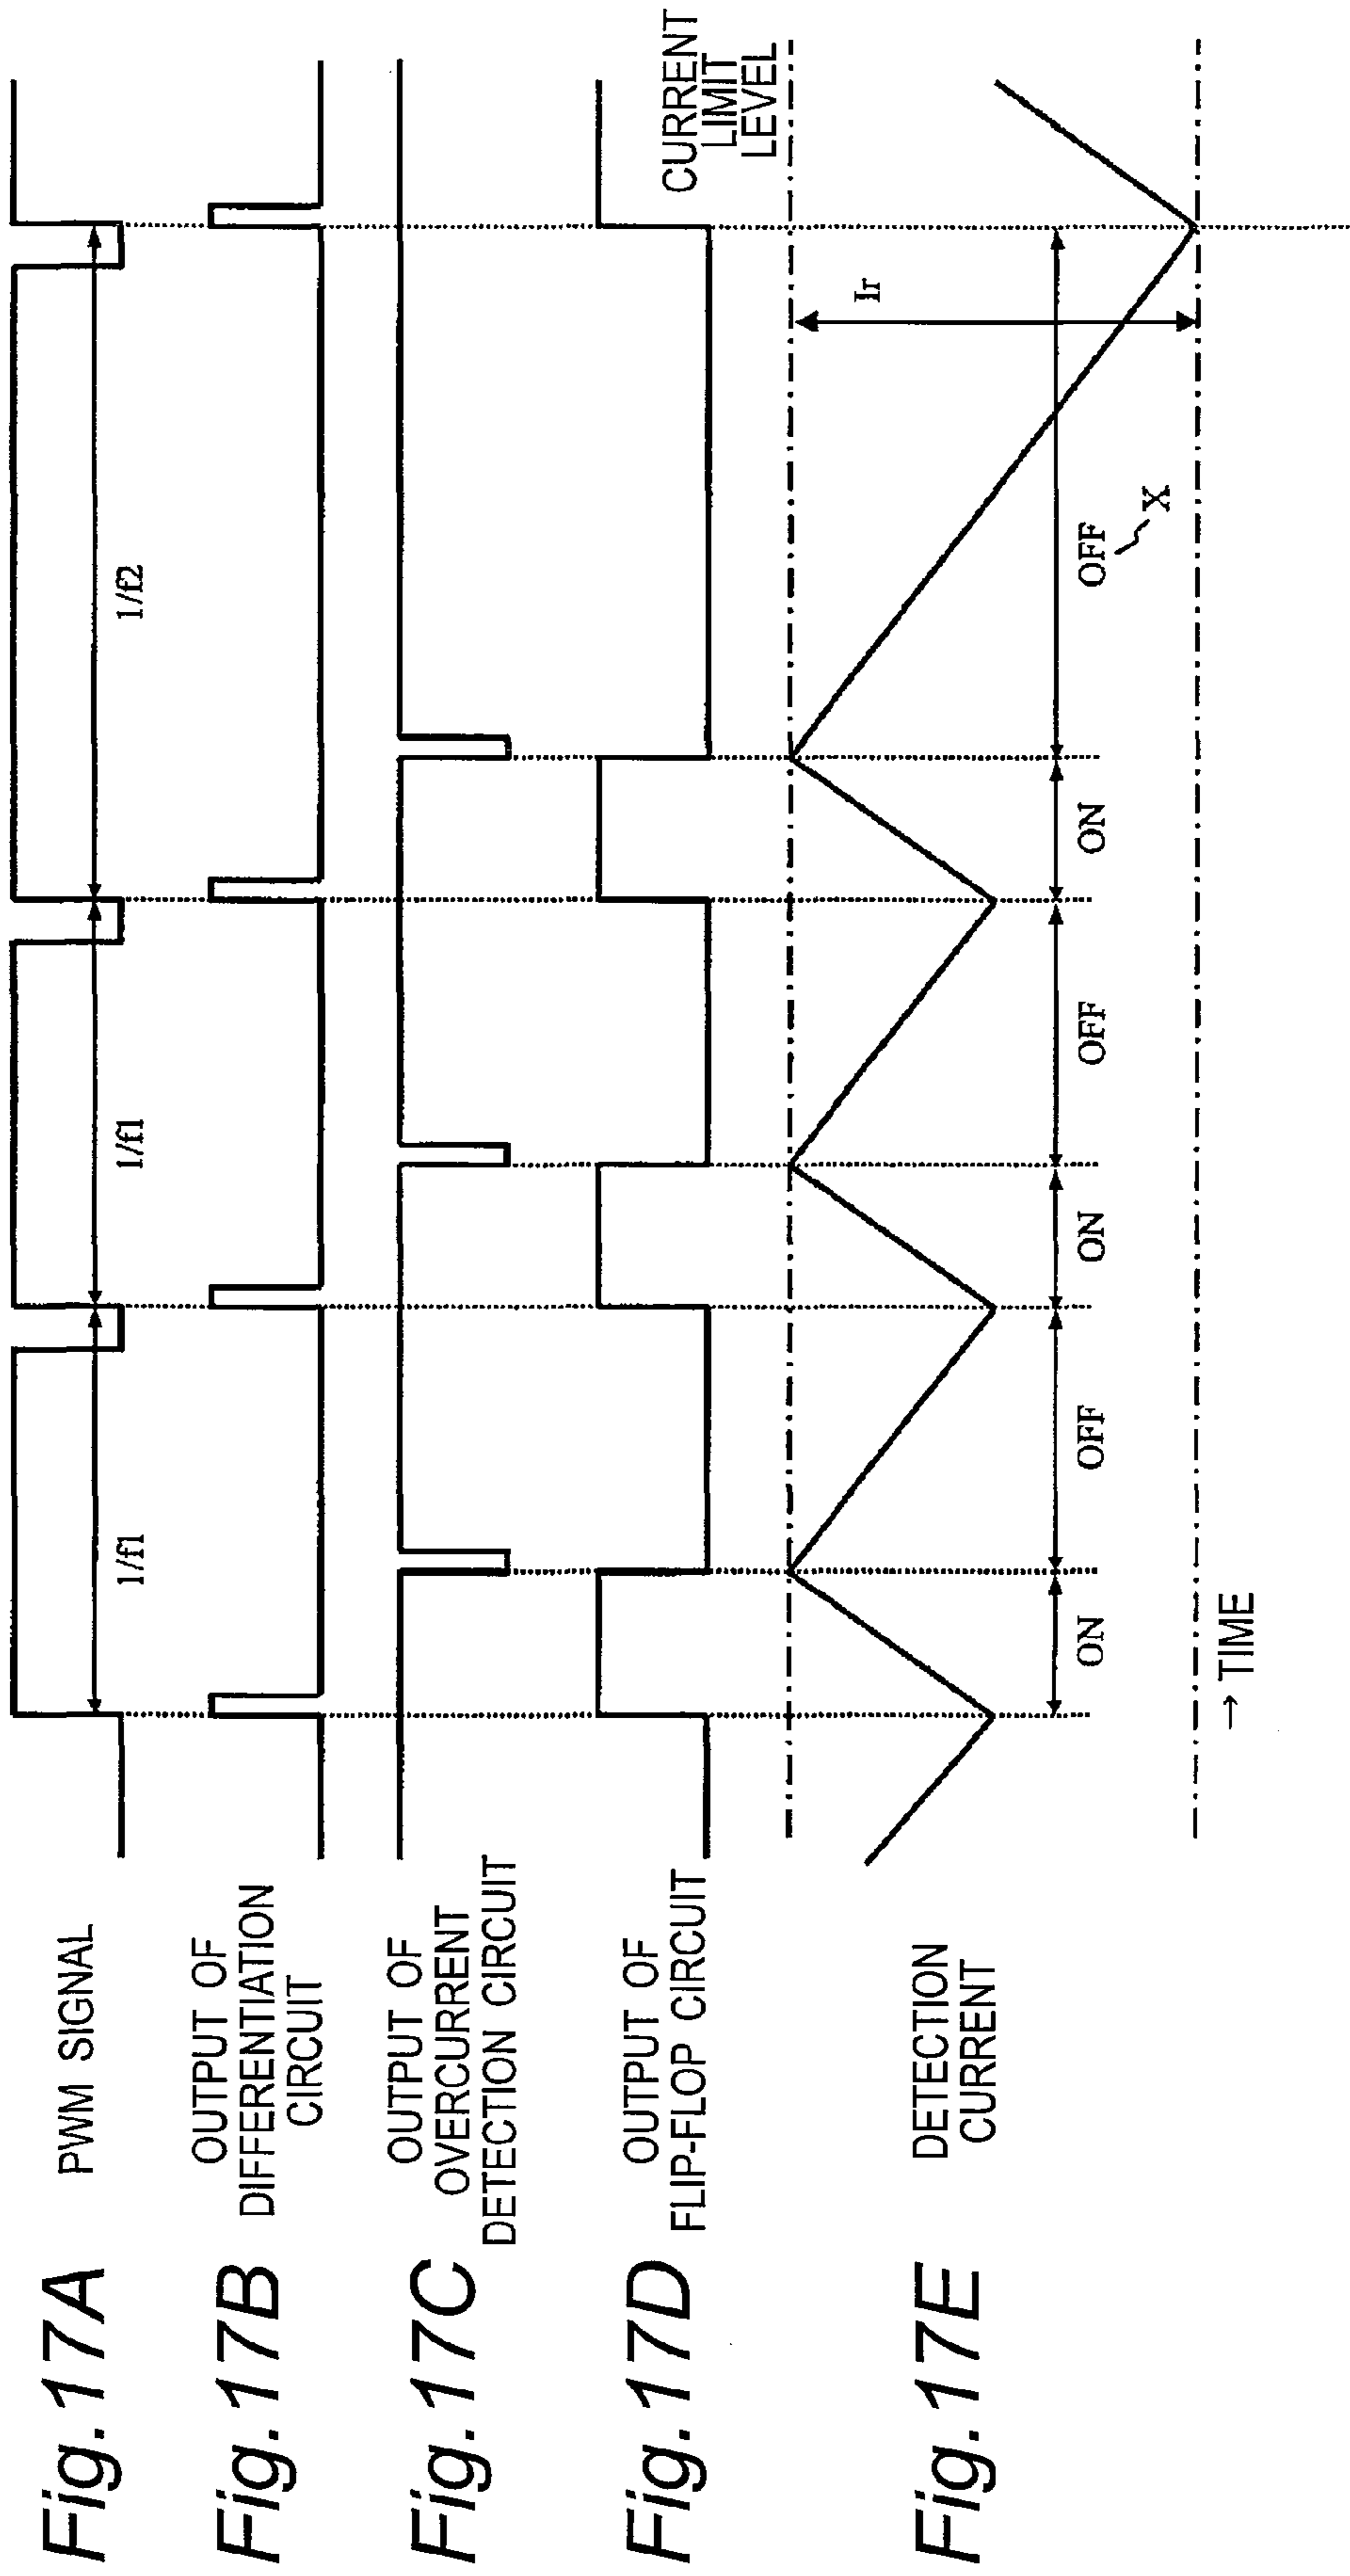 Fig.17A
PWM SIGNAL
1/f1
1/f1
1/f2
Fig.17B
OUTPUT OF
DIFFERENTIATION
CIRCUIT
Fig.17C
OUTPUT OF
OVERCURRENT
DETECTION CIRCUIT
Fig.17D
OUTPUT OF
FLIP-FLOP CIRCUIT
Fig.17E
DETECTION
CURRENT
CURRENT
LIMIT
LEVEL
Ir
ON
OFF
ON
OFF
ON
OFF
X
→ TIME